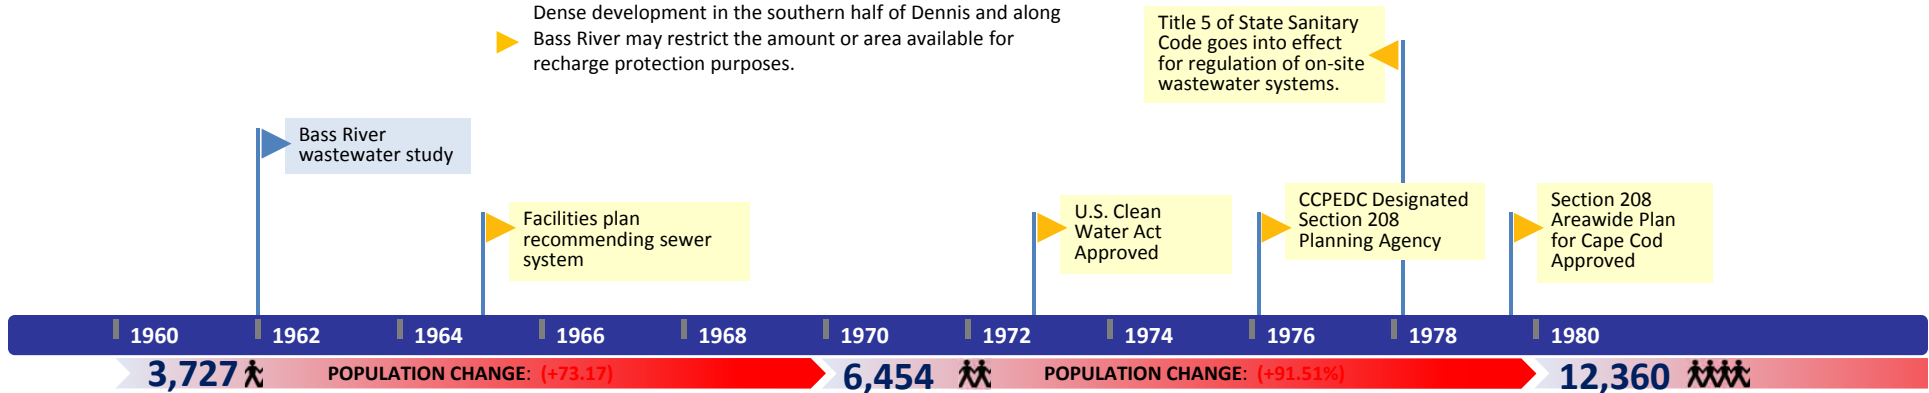 Dense development in the southern half of Dennis and along
Bass River may restrict the amount or area available for
recharge protection purposes.
Title 5 of State Sanitary
Code goes into effect
for regulation of on-site
wastewater systems.
Bass River
wastewater study
Facilities plan
recommending sewer
system
U.S. Clean
Water Act
Approved
CCPEDC Designated
Section 208
Planning Agency
Section 208
Areawide Plan
for Cape Cod
Approved
1960 1962 1964 1966 1968 1970 1972 1974 1976 1978 1980
3,727 POPULATION CHANGE: (+73.17) 6,454 POPULATION CHANGE: (+91.51%) 12,360